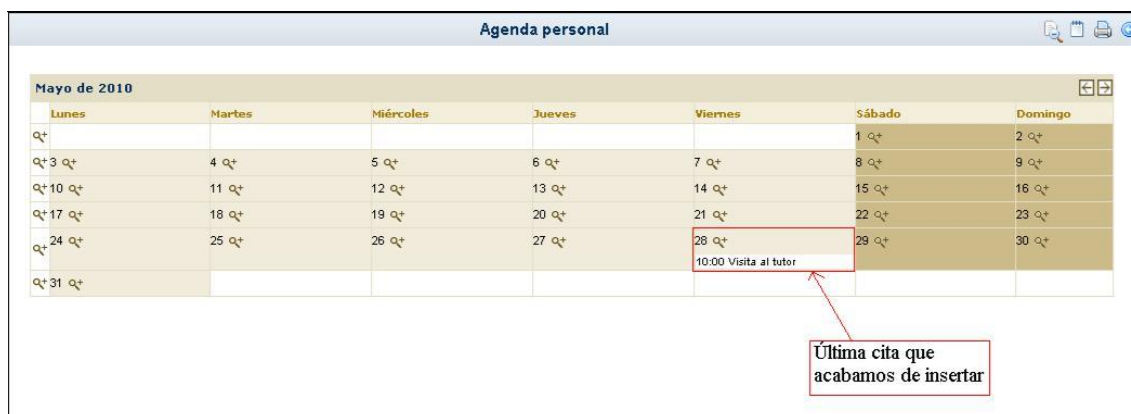 Agenda personal
Mayo de 2010
Lunes Martes Miércoles Jueves Viernes Sábado Domingo
1 2
3 4 5 6 7 8 9
10 11 12 13 14 15 16
17 18 19 20 21 22 23
24 25 26 27 28 29 30
10:00 Visita al tutor
31
Última cita que
acabamos de insertar